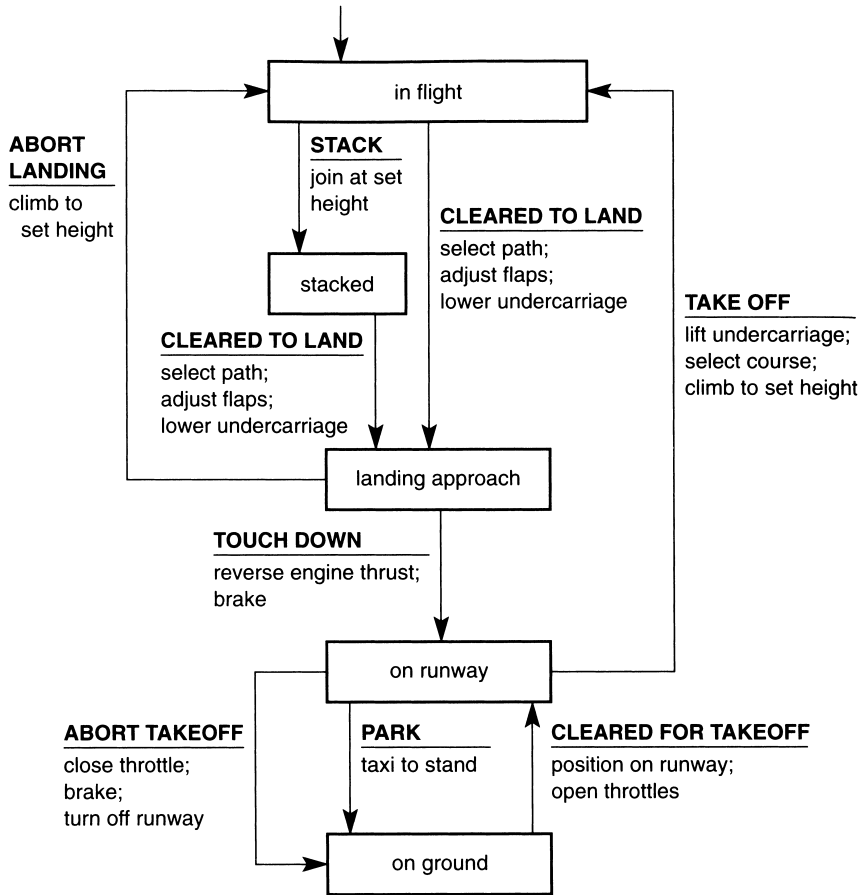 in flight
ABORT
LANDING
climb to
set height
STACK
join at set
height
CLEARED TO LAND
select path;
adjust flaps;
lower undercarriage
stacked
TAKE OFF
lift undercarriage;
select course;
climb to set height
CLEARED TO LAND
select path;
adjust flaps;
lower undercarriage
landing approach
TOUCH DOWN
reverse engine thrust;
brake
on runway
ABORT TAKEOFF
close throttle;
brake;
turn off runway
PARK
taxi to stand
CLEARED FOR TAKEOFF
position on runway;
open throttles
on ground